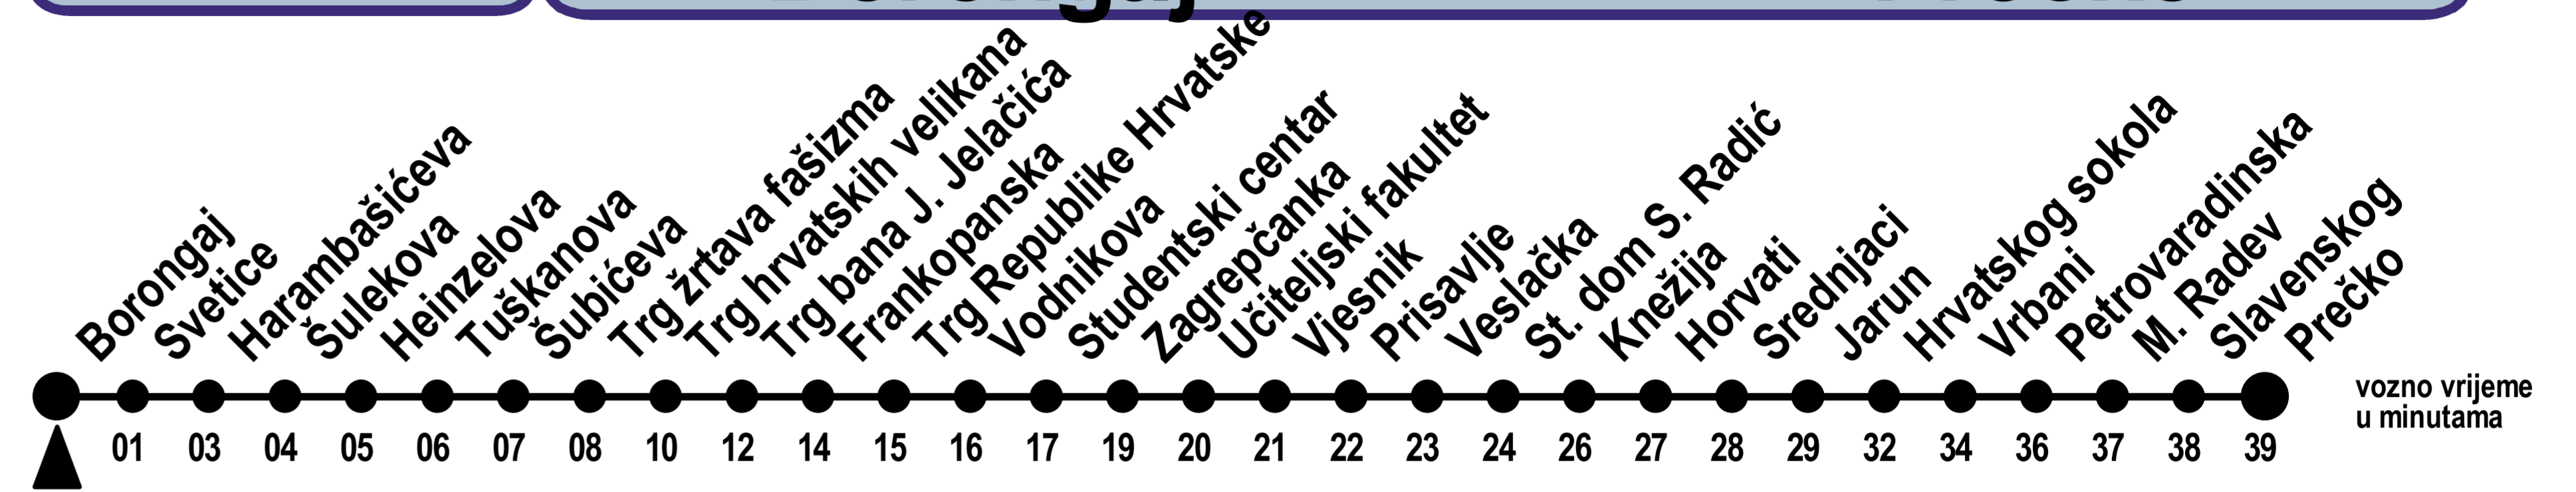 Borongaj
Svetice
Harambašićeva
Šulekova
Heinzelova
Tuškanova
Šubićeva
Trg žrtava fašizma
Trg hrvatskih velikana
Trg bana J. Jelačića
Frankopanska
Trg Republike Hrvatske
Vodnikova
Studentski centar
Zagrepčanka
Učiteljski fakultet
Vjesnik
Prisavlje
Veslačka
St. dom S. Radić
Knežija
Horvati
Srednjaci
Jarun
Hrvatskog sokola
Vrbani
Petrovaradinska
M. Radev
Slavenskog
Prečko
vozno vrijeme
u minutama
01 03 04 05 06 07 08 10 12 14 15 16 17 19 20 21 22 23 24 26 27 28 29 32 34 36 37 38 39